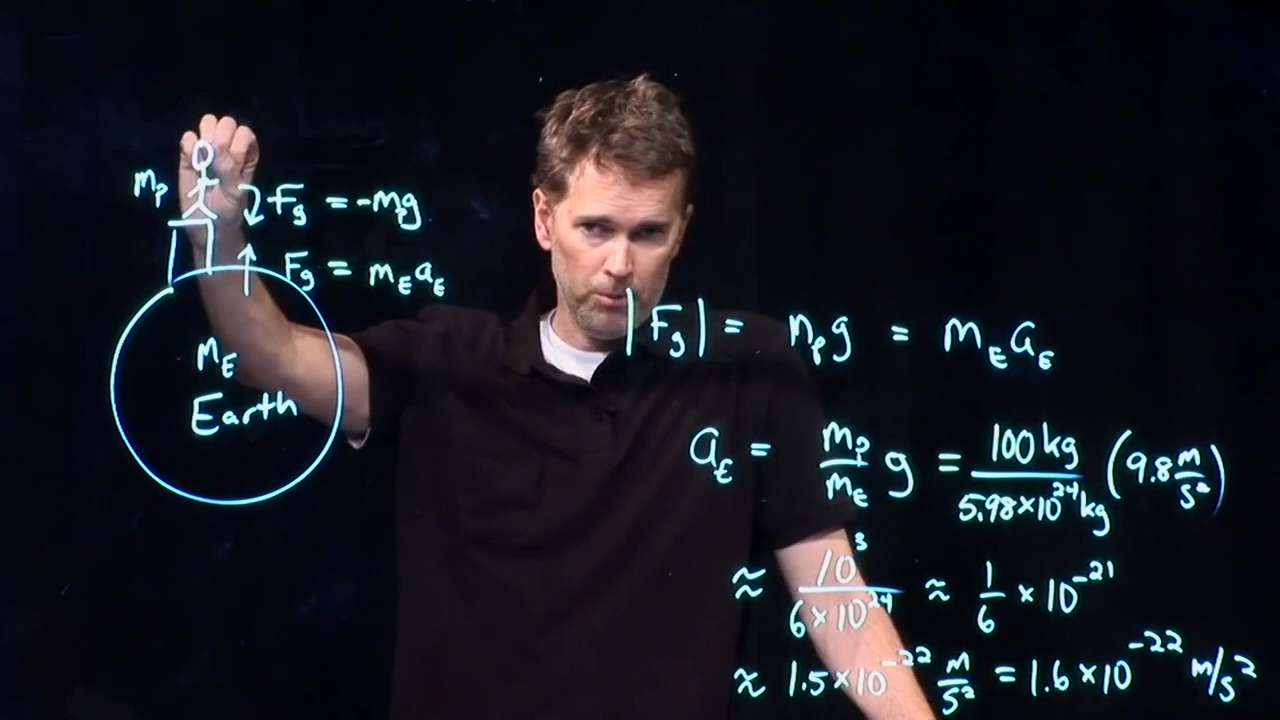 m_P
F_g = -m_P g
F_g = m_E a_E
M_E
Earth
|F_g| = m_P g = m_E a_E
a_E = m_P/m_E g = 100 kg/5.98×10^24 kg (9.8 m/s²)
≈ 10^3/6×10^24 ≈ 1/6 × 10^-21
≈ 1.5×10^-22 m/s² = 1.6×10^-22 m/s²